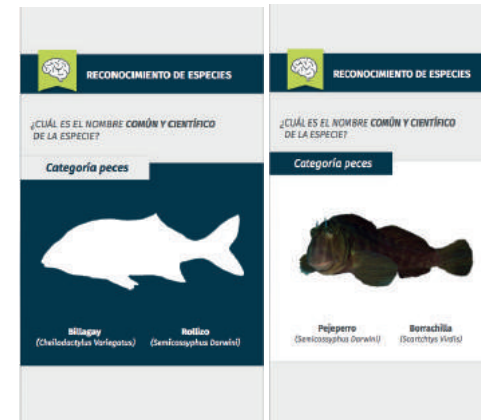 RECONOCIMIENTO DE ESPECIES
¿CUÁL ES EL NOMBRE COMÚN Y CIENTÍFICO
DE LA ESPECIE?
Categoría peces
Billagay
(Cheilodactylus Variegatus)
Rollizo
(Semicossyphus Darwini)
RECONOCIMIENTO DE ESPECIES
¿CUÁL ES EL NOMBRE COMÚN Y CIENTÍFICO
DE LA ESPECIE?
Categoría peces
Pejeperro
(Semicossyphus Darwini)
Borrachilla
(Scartchtys Viridis)